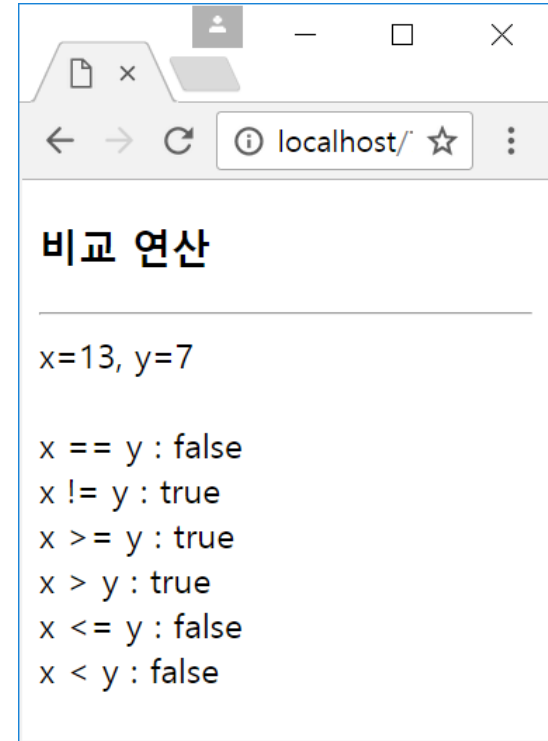 localhost/
비교 연산
x=13, y=7
x == y : false
x != y : true
x >= y : true
x > y : true
x <= y : false
x < y : false